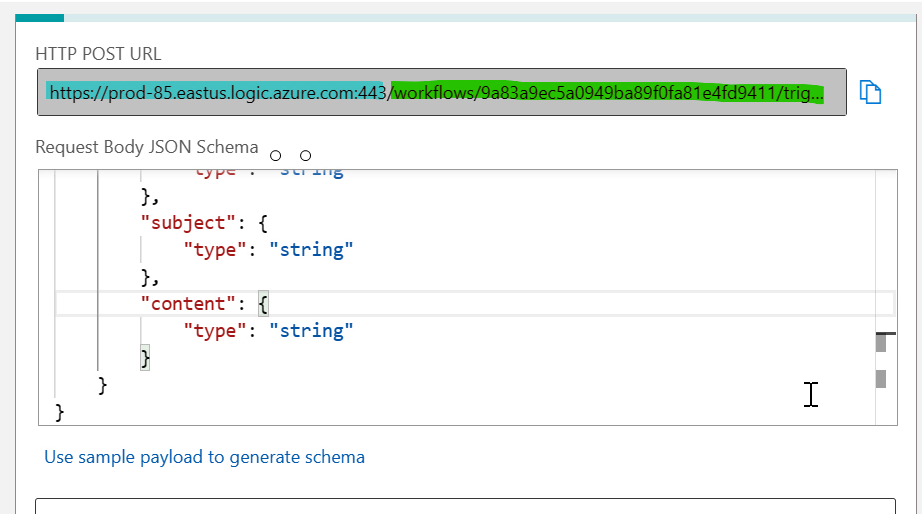 HTTP POST URL
https://prod-85.eastus.logic.azure.com:443/workflows/9a83a9ec5a0949ba89f0fa81e4fd9411/trig...
Request Body JSON Schema
"type": "string"
},
"subject": {
"type": "string"
},
"content": {
"type": "string"
}
}
}
Use sample payload to generate schema